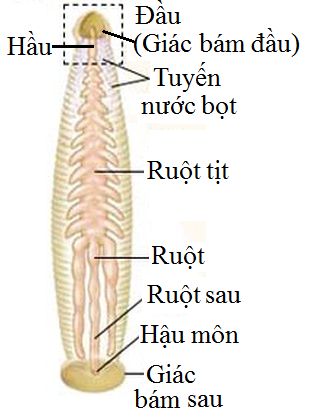 Đầu
(Giác bám đầu)
Hầu
Tuyến
nước bọt
Ruột tịt
Ruột
Ruột sau
Hậu môn
Giác
bám sau